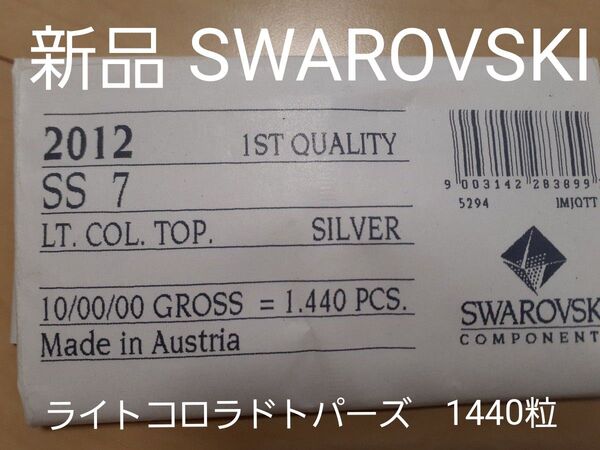 新品 SWAROVSKI
2012 1ST QUALITY
SS 7
LT. COL. TOP. SILVER
10/00/00 GROSS = 1.440 PCS.
Made in Austria
9 003142 283899
5294 IMJQTT
SWAROVSK
COMPONENT
ライトコロラドトパーズ 1440粒